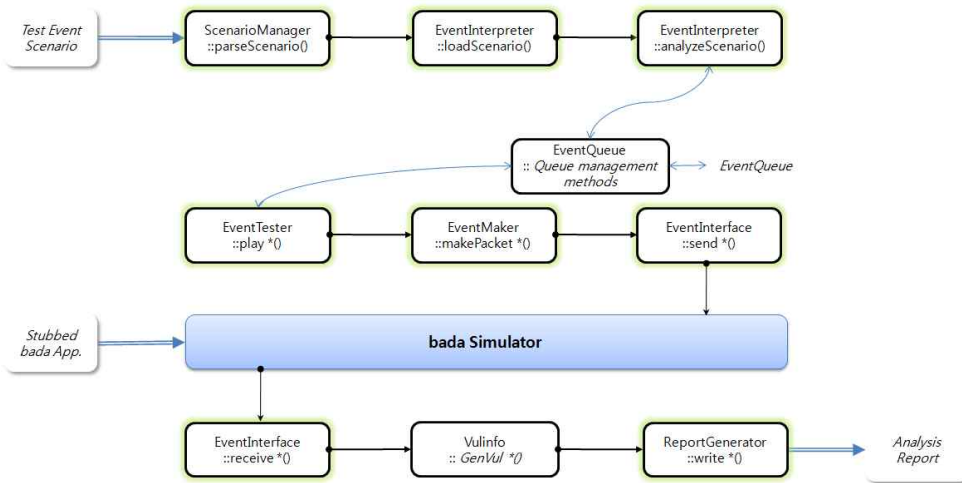 Test Event
Scenario
ScenarioManager
::parseScenario()
EventInterpreter
::loadScenario()
EventInterpreter
::analyzeScenario()
EventQueue
:: Queue management
methods
EventQueue
EventTester
::play *()
EventMaker
::makePacket *()
EventInterface
::send *()
Stubbed
bada App.
bada Simulator
EventInterface
::receive *()
Vulinfo
:: GenVul *()
ReportGenerator
::write *()
Analysis
Report